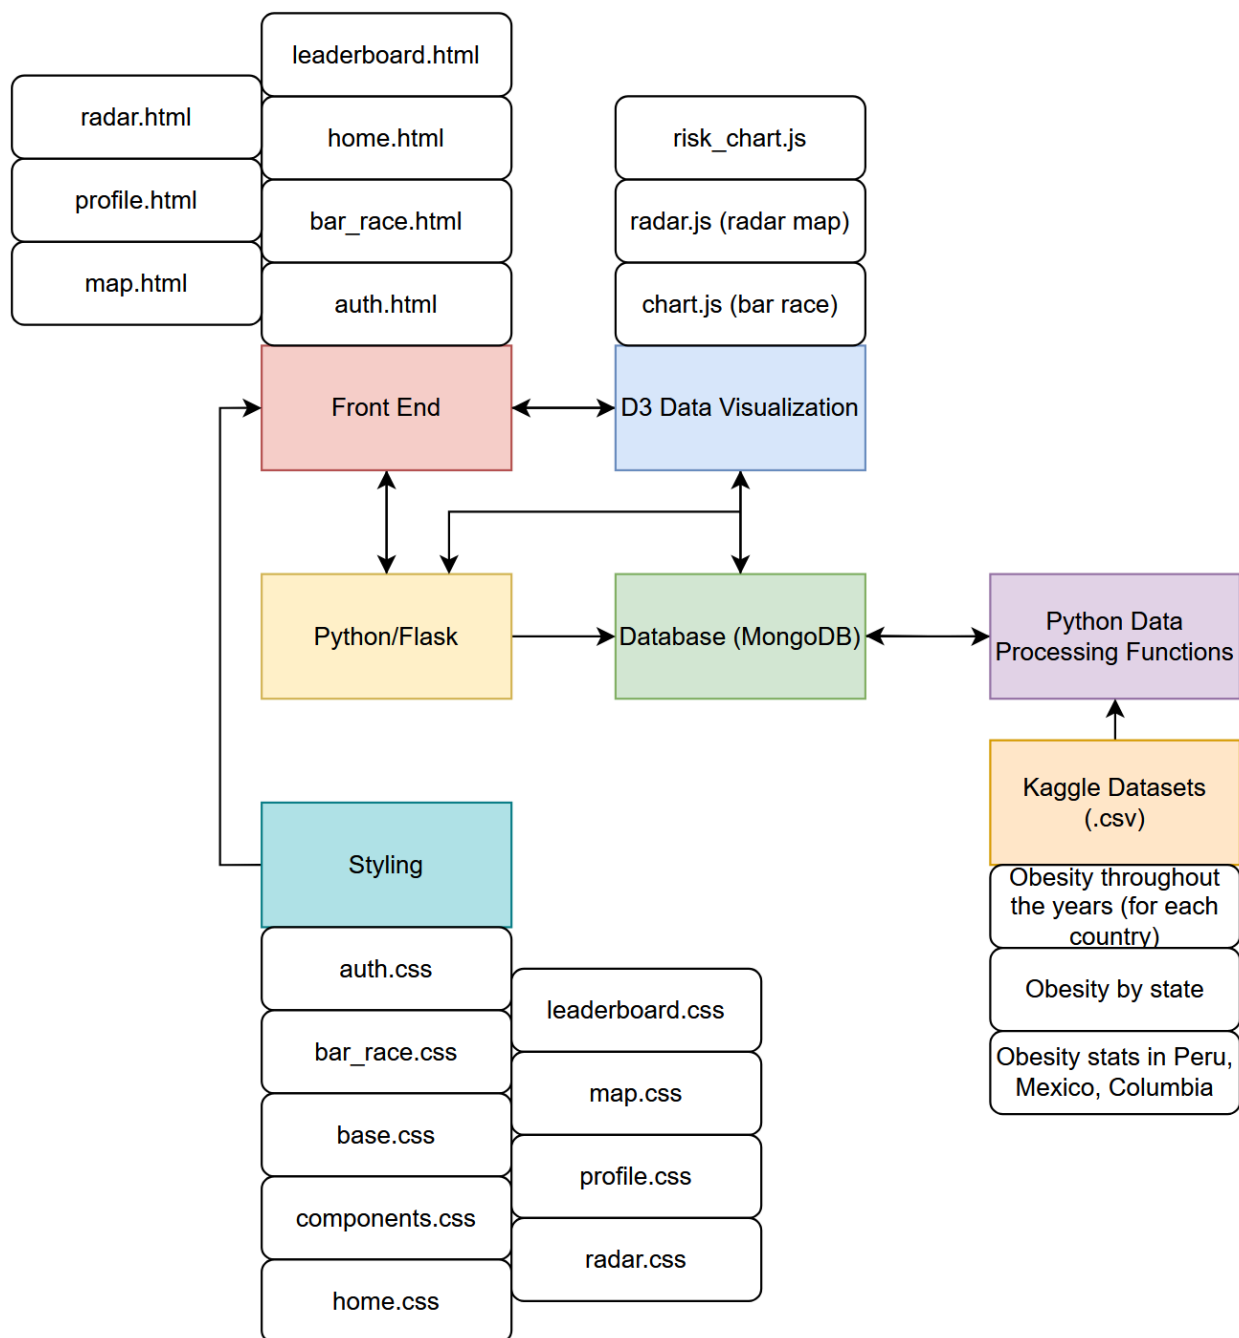 leaderboard.html
radar.html
home.html
profile.html
bar_race.html
map.html
auth.html
risk_chart.js
radar.js (radar map)
chart.js (bar race)
Front End
D3 Data Visualization
Python/Flask
Database (MongoDB)
Python Data
Processing Functions
Kaggle Datasets
(.csv)
Obesity throughout
the years (for each
country)
Obesity by state
Obesity stats in Peru,
Mexico, Columbia
Styling
auth.css
bar_race.css
base.css
components.css
home.css
leaderboard.css
map.css
profile.css
radar.css